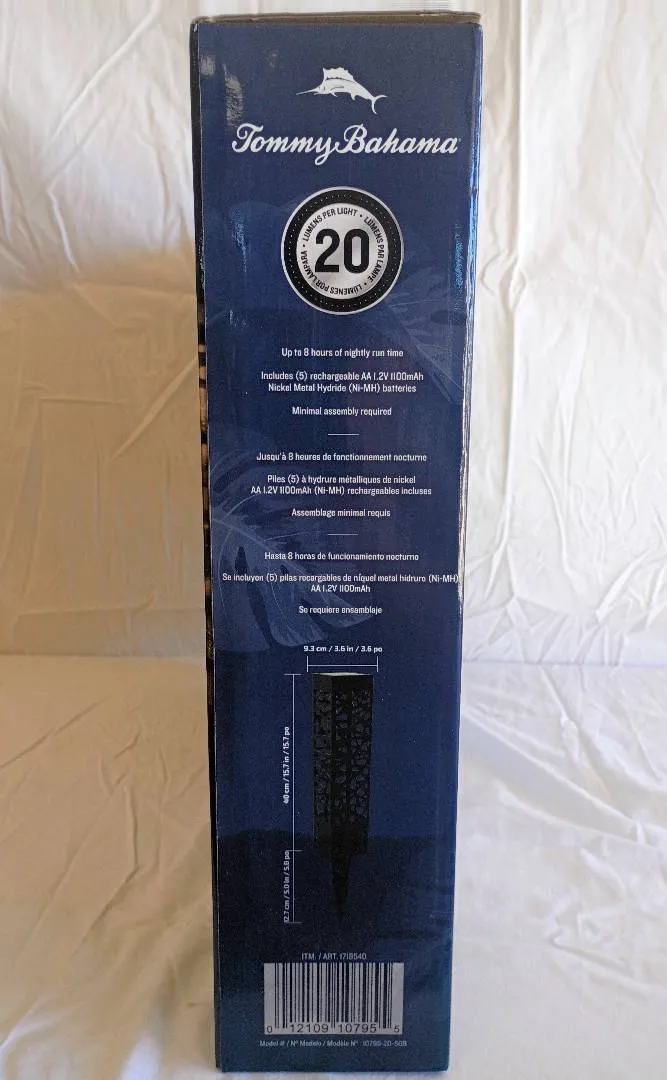 Tommy Bahama
LUMENS PER LIGHT • LUMENS PAR LAMPE • LÚMENES POR LÁMPARA •
20
Up to 8 hours of nightly run time
Includes (5) rechargeable AA 1.2V 1100mAh
Nickel Metal Hydride (Ni-MH) batteries
Minimal assembly required
Jusqu'à 8 heures de fonctionnement nocturne
Piles (5) à hydrure métalliques de nickel
AA 1.2V 1100mAh (Ni-MH) rechargeables incluses
Assemblage minimal requis
Hasta 8 horas de funcionamiento nocturno
Se incluyen (5) pilas recargables de níquel metal hidruro (Ni-MH)
AA 1.2V 1100mAh
Se requiere ensamblaje
9.3 cm / 3.6 in / 3.6 po
40 cm / 15.7 in / 15.7 po
12.7 cm / 5.0 in / 5.0 po
ITM. / ART. 1718540
0 12109 10795 5
Model # / Nº Modelo / Modèle Nº : 10795-20-SGB